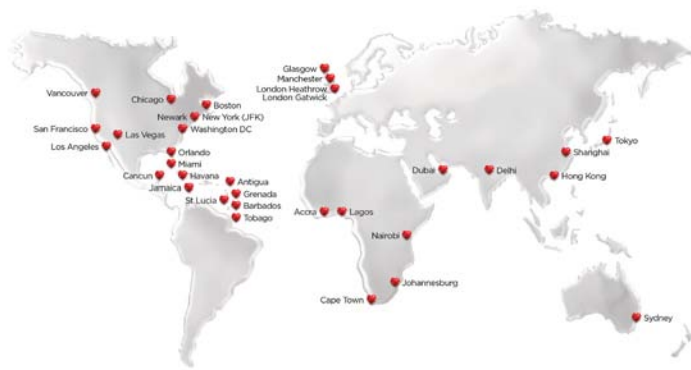 Glasgow
Manchester
London Heathrow
London Gatwick
Vancouver
Chicago
Boston
Newark
New York (JFK)
San Francisco
Las Vegas
Washington DC
Los Angeles
Tokyo
Shanghai
Orlando
Miami
Dubai
Delhi
Hong Kong
Cancun
Havana
Antigua
Jamaica
Grenada
St.Lucia
Barbados
Tobago
Accra
Lagos
Nairobi
Johannesburg
Cape Town
Sydney